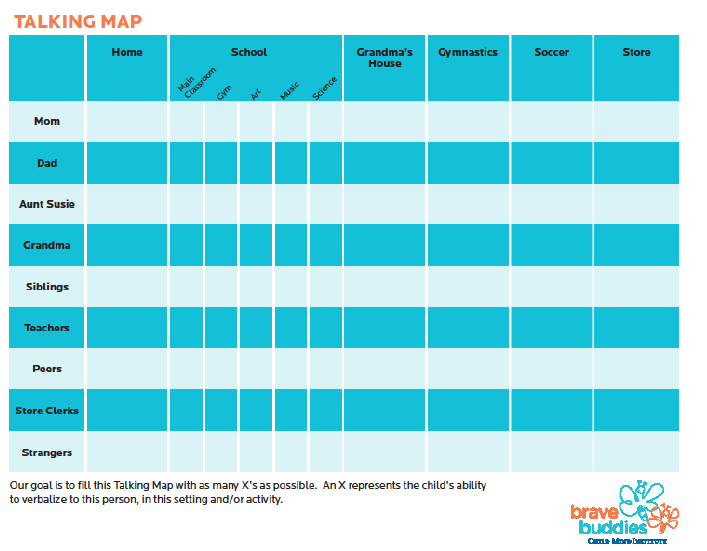 TALKING MAP
Home School Grandma's Gymnastics Soccer Store
House
Main
Classroom
Gym
Art
Music
Science
Mom
Dad
Aunt Susie
Grandma
Siblings
Teachers
Peers
Store Clerks
Strangers
Our goal is to fill this Talking Map with as many X's as possible. An X represents the child's ability
to verbalize to this person, in this setting and/or activity.
brave
buddies